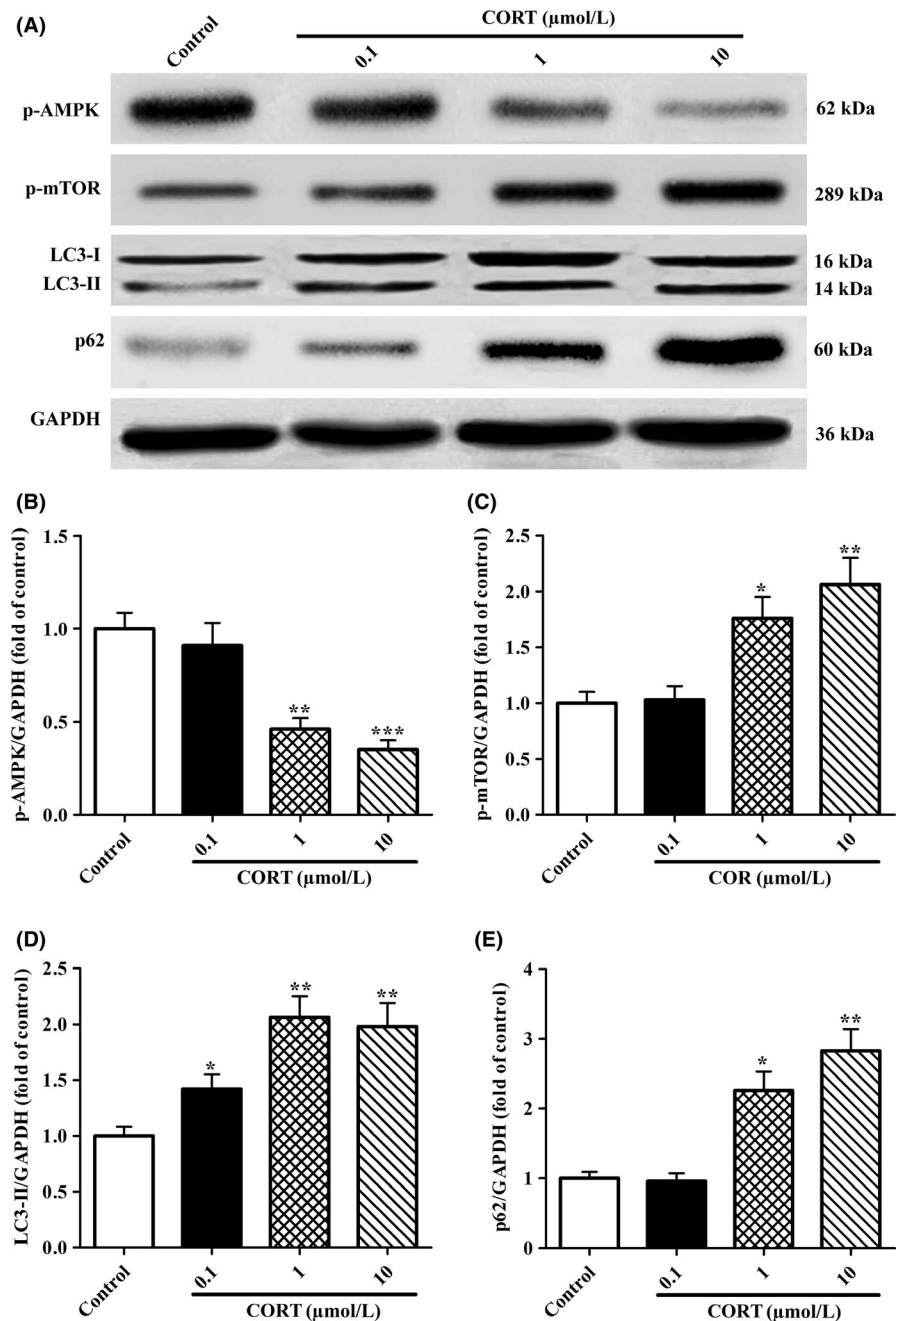 (A)
CORT (µmol/L)
Control
0.1
1
10
p-AMPK
62 kDa
p-mTOR
289 kDa
LC3-I
16 kDa
LC3-II
14 kDa
p62
60 kDa
GAPDH
36 kDa
(B)
p-AMPK/GAPDH (fold of control)
1.5
1.0
0.5
0.0
**
***
Control
0.1
1
10
CORT (µmol/L)
(C)
p-mTOR/GAPDH (fold of control)
2.5
2.0
1.5
1.0
0.5
0.0
*
**
Control
0.1
1
10
COR (µmol/L)
(D)
LC3-II/GAPDH (fold of control)
2.5
2.0
1.5
1.0
0.5
0.0
*
**
**
Control
0.1
1
10
CORT (µmol/L)
(E)
p62/GAPDH (fold of control)
4
3
2
1
0
*
**
Control
0.1
1
10
CORT (µmol/L)